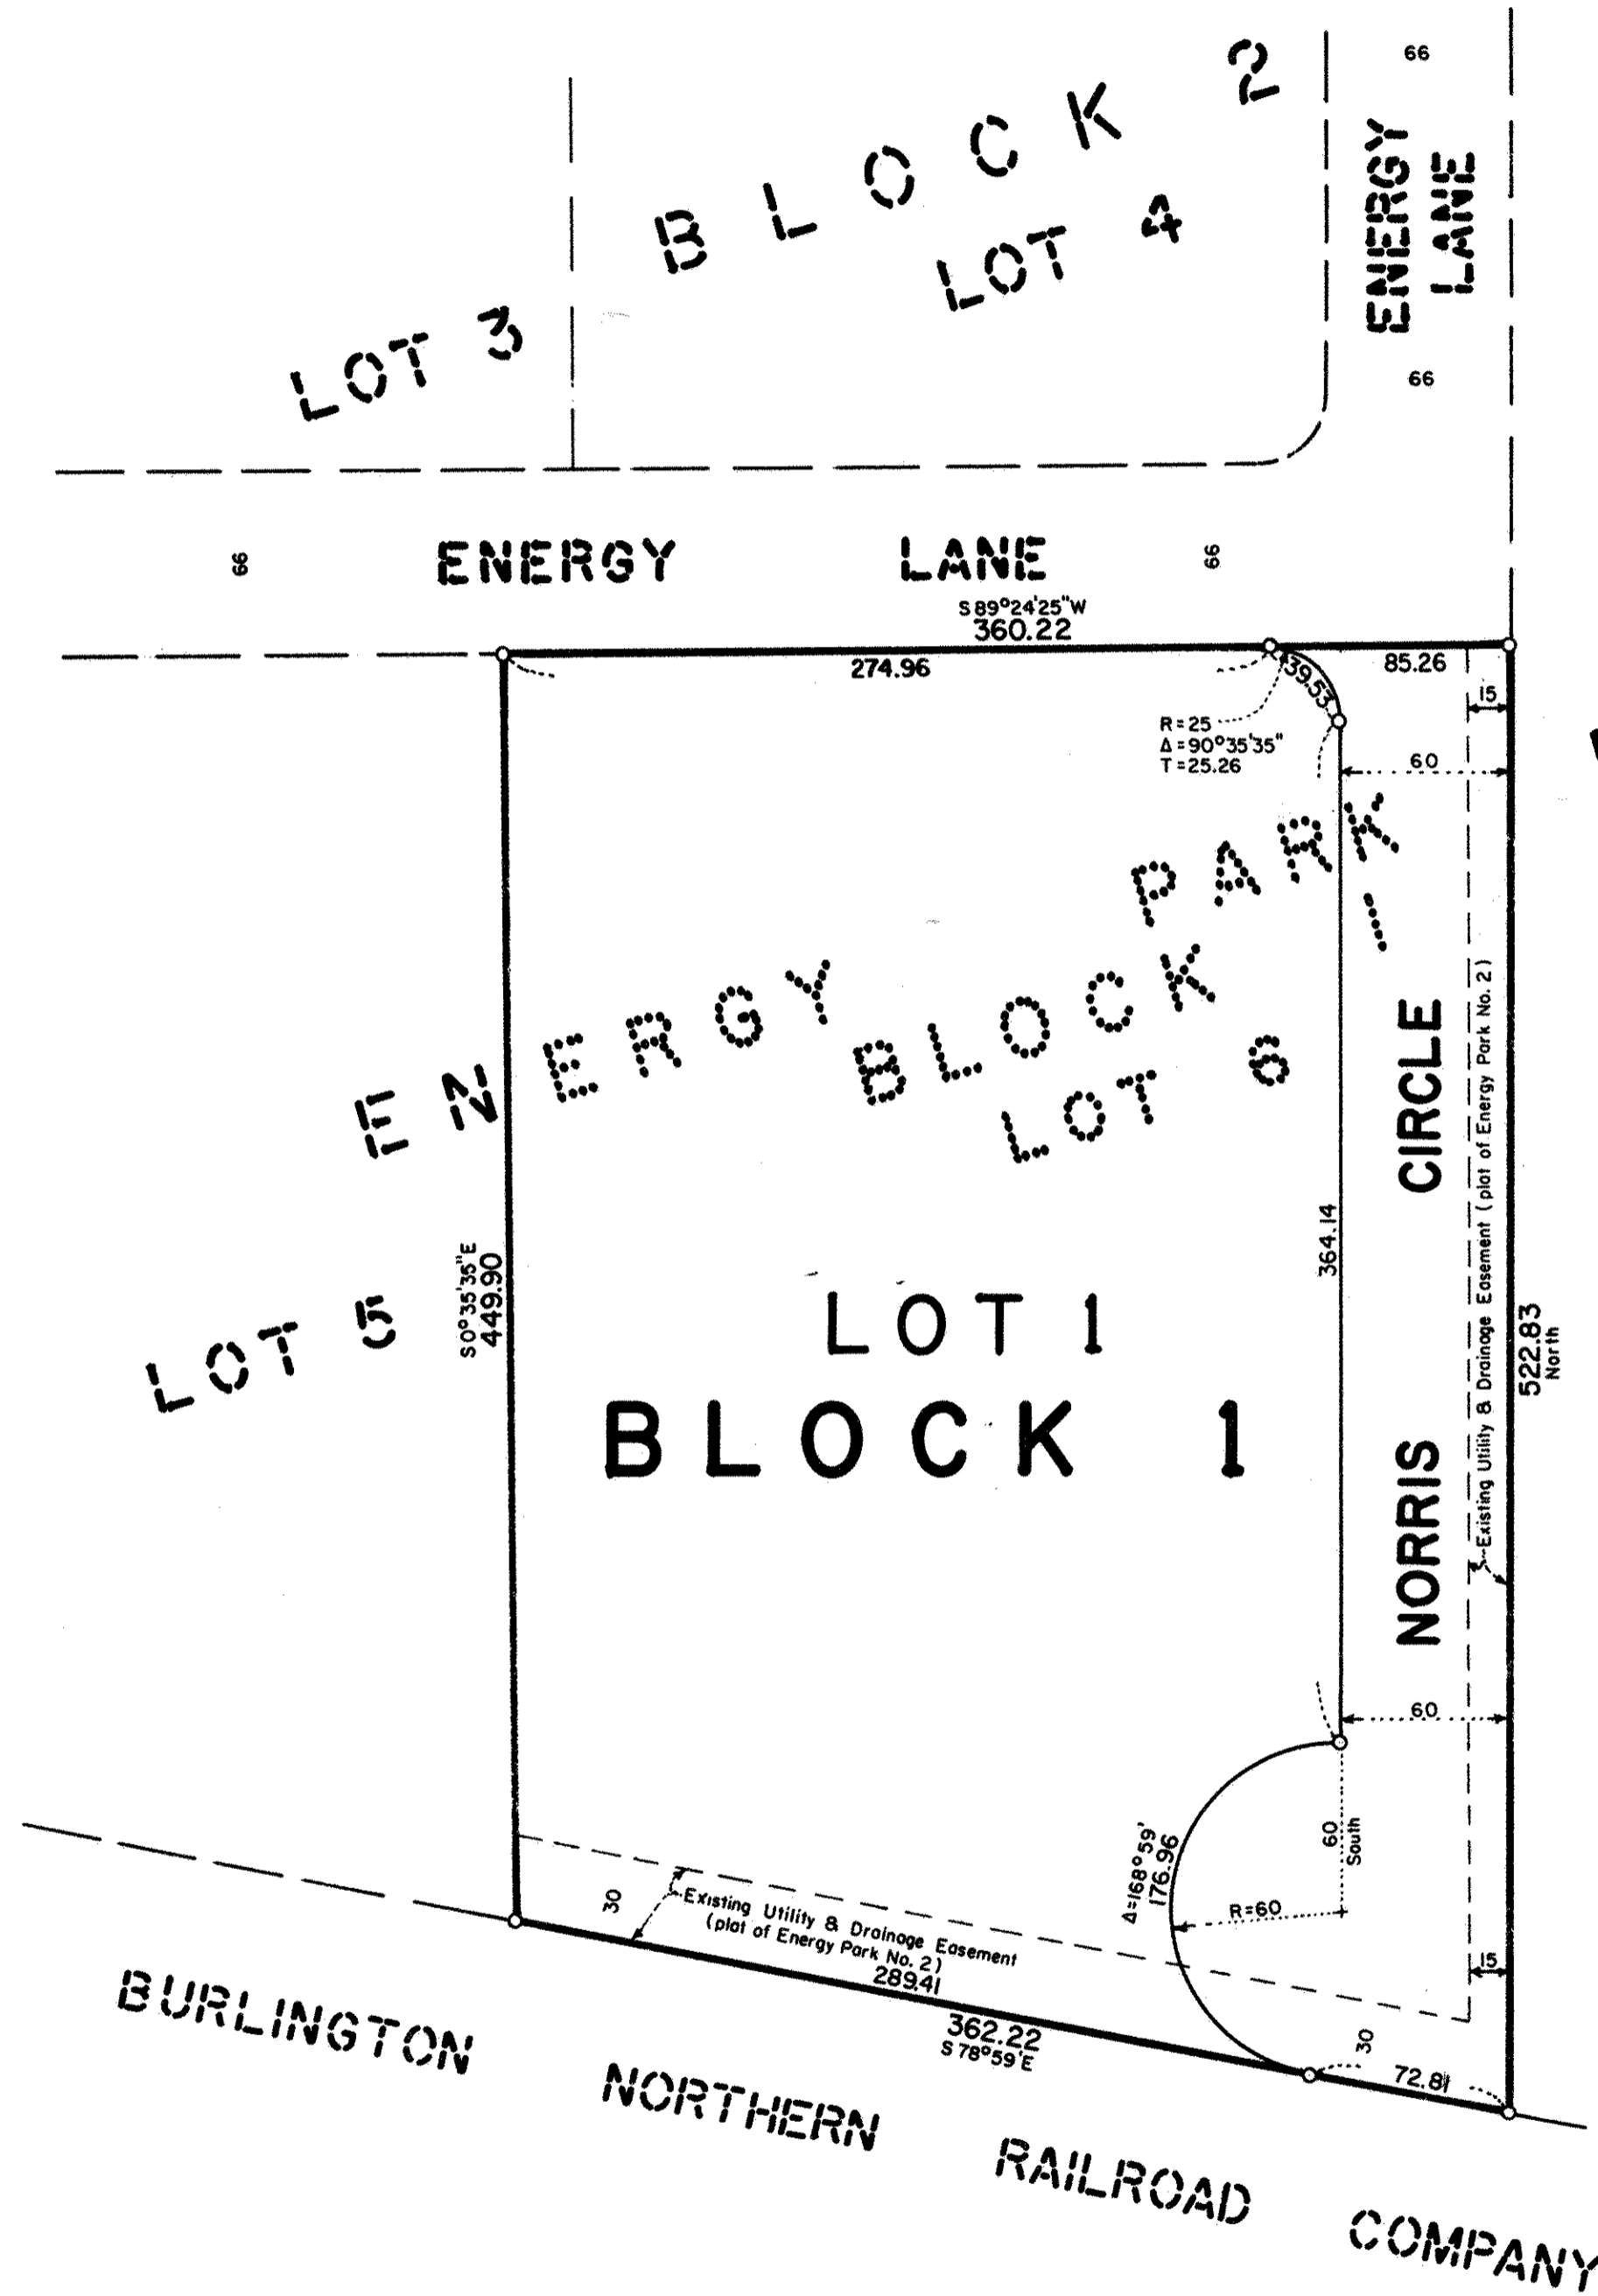 66
BLOCK 2
LOT 4
ENERGY
LANE
LOT 3
66
66
ENERGY LANE
66
S 89°24'25"W
360.22
274.96
39.53
85.26
15
R = 25
Δ = 90°35'35"
T = 25.26
60
ENERGY PARK
BLOCK 1
LOT 6
NORRIS CIRCLE
Existing Utility & Drainage Easement (plat of Energy Park No. 2)
S 0°35'35"E
449.90
364.14
522.83
North
LOT 5
LOT 1
BLOCK 1
60
60
South
Δ=168°59'
176.96
R=60
30
Existing Utility & Drainage Easement
(plat of Energy Park No. 2)
289.41
15
362.22
S 78°59'E
30
72.81
BURLINGTON NORTHERN RAILROAD COMPANY